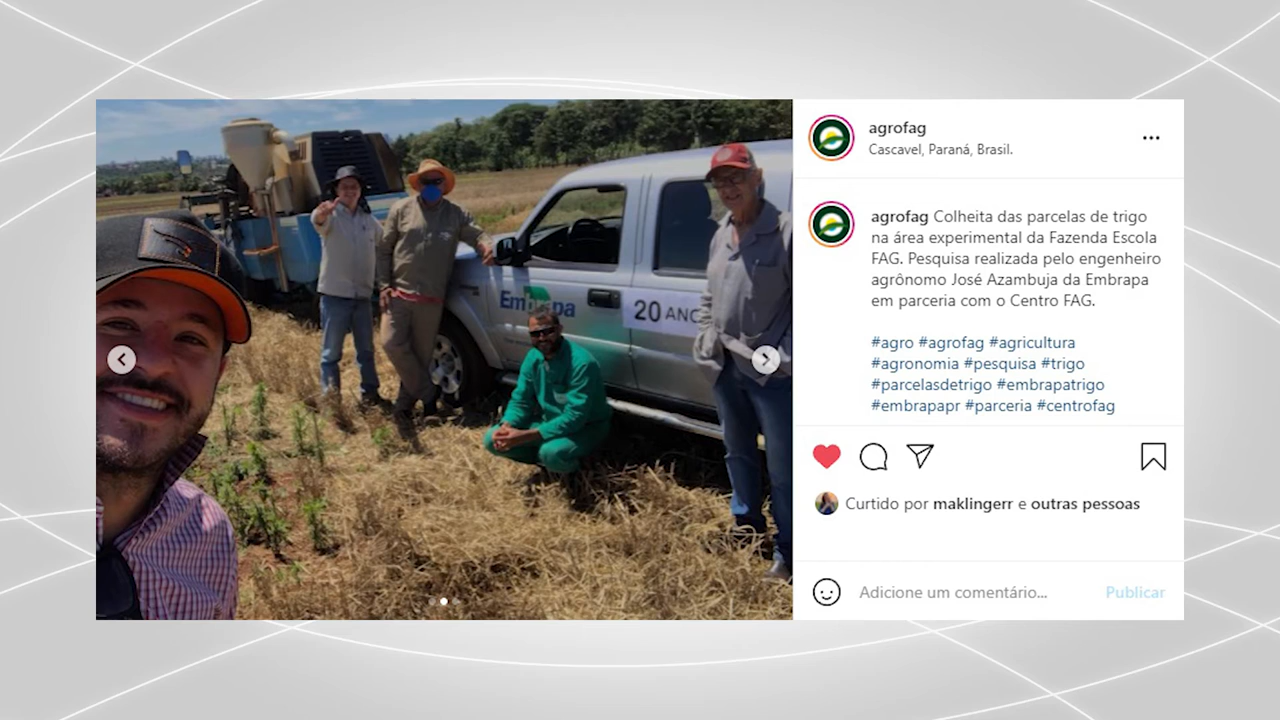 Embrapa
20 ANO
agrofag
Cascavel, Paraná, Brasil.
agrofag Colheita das parcelas de trigo
na área experimental da Fazenda Escola
FAG. Pesquisa realizada pelo engenheiro
agrônomo José Azambuja da Embrapa
em parceria com o Centro FAG.
#agro #agrofag #agricultura
#agronomia #pesquisa #trigo
#parcelasdetrigo #embrapatrigo
#embrapapr #parceria #centrofag
Curtido por maklingerr e outras pessoas
Adicione um comentário...
Publicar